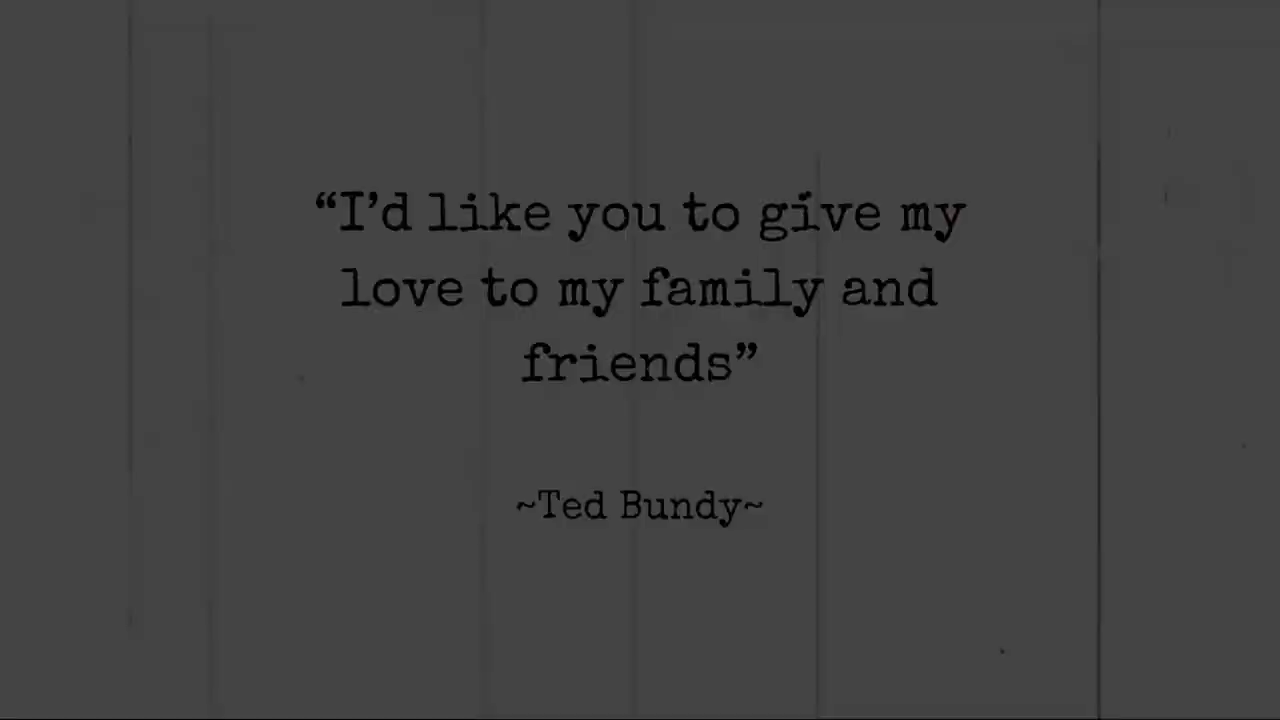 “I’d like you to give my
love to my family and
friends”
~Ted Bundy~